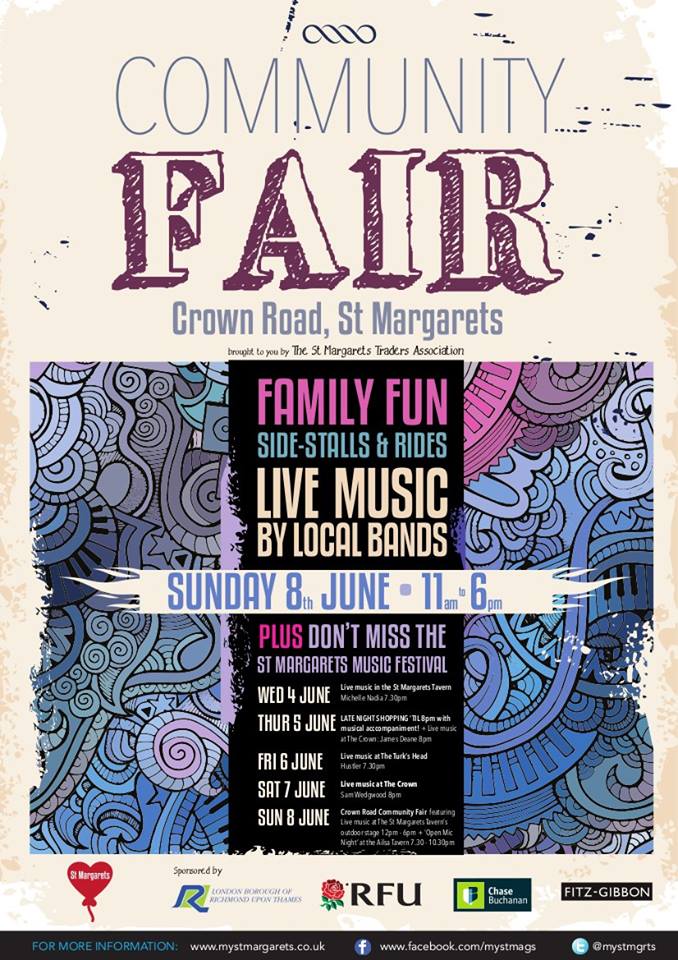 COMMUNITY
FAIR
Crown Road, St Margarets
brought to you by The St Margarets Traders Association
FAMILY FUN
SIDE-STALLS & RIDES
LIVE MUSIC
BY LOCAL BANDS
SUNDAY 8th JUNE • 11am to 6pm
PLUS DON'T MISS THE
ST MARGARETS MUSIC FESTIVAL
WED 4 JUNE Live music in the St Margarets Tavern
Michelle Nadia 7.30pm
THUR 5 JUNE LATE NIGHT SHOPPING 'TIL 8pm with
musical acccompaniment! + Live music
at The Crown: James Deane 8pm
FRI 6 JUNE Live music at The Turk's Head
Hustler 7.30pm
SAT 7 JUNE Live music at The Crown
Sam Wedgwood 8pm
SUN 8 JUNE Crown Road Community Fair featuring
Live music at The St Margarets Tavern's
outdoor stage 12pm - 6pm + 'Open Mic
Night' at the Ailsa Tavern 7.30 - 10.30pm
St Margarets
Sponsored by
LONDON BOROUGH OF
RICHMOND UPON THAMES
RFU
Chase
Buchanan
FITZ-GIBBON
FOR MORE INFORMATION: www.mystmargarets.co.uk www.facebook.com/mystmags @mystmgrts